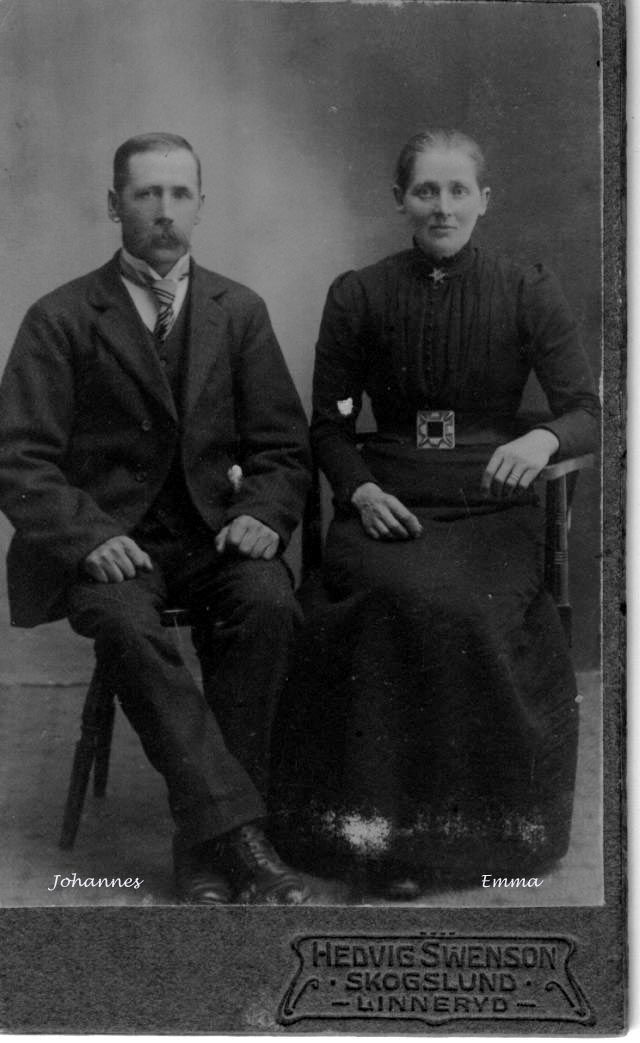 Johannes
Emma
HEDVIG SWENSON
· SKOGSLUND ·
– LINNERYD –